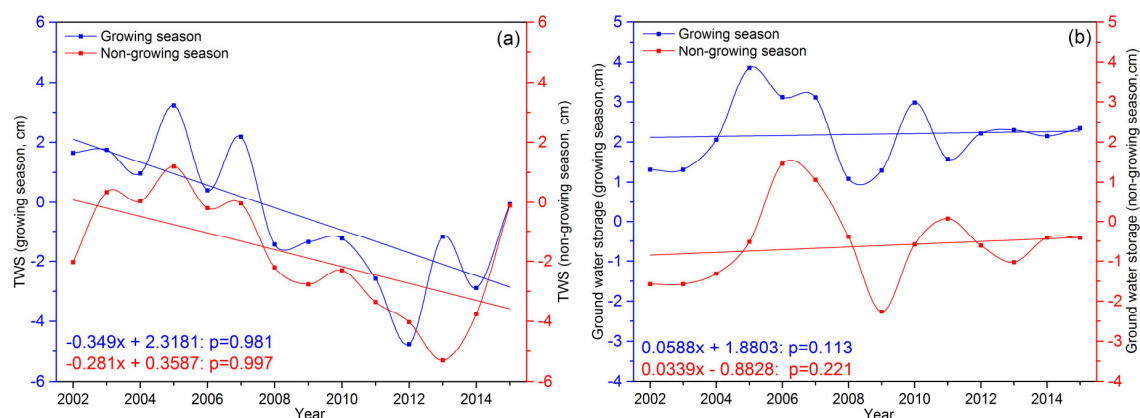 Growing season
Non-growing season
(a)
TWS (growing season, cm)
6
4
2
0
-2
-4
-6
6
4
2
0
-2
-4
-6
TWS (non-growing season, cm)
-0.349x + 2.3181: p=0.981
-0.281x + 0.3587: p=0.997
2002 2004 2006 2008 2010 2012 2014
Year
Growing season
Non-growing season
(b)
Ground water storage (growing season,cm)
5
4
3
2
1
0
-1
-2
-3
-4
5
4
3
2
1
0
-1
-2
-3
-4
Ground water storage (non-growing season,cm)
0.0588x + 1.8803: p=0.113
0.0339x - 0.8828: p=0.221
2002 2004 2006 2008 2010 2012 2014
Year